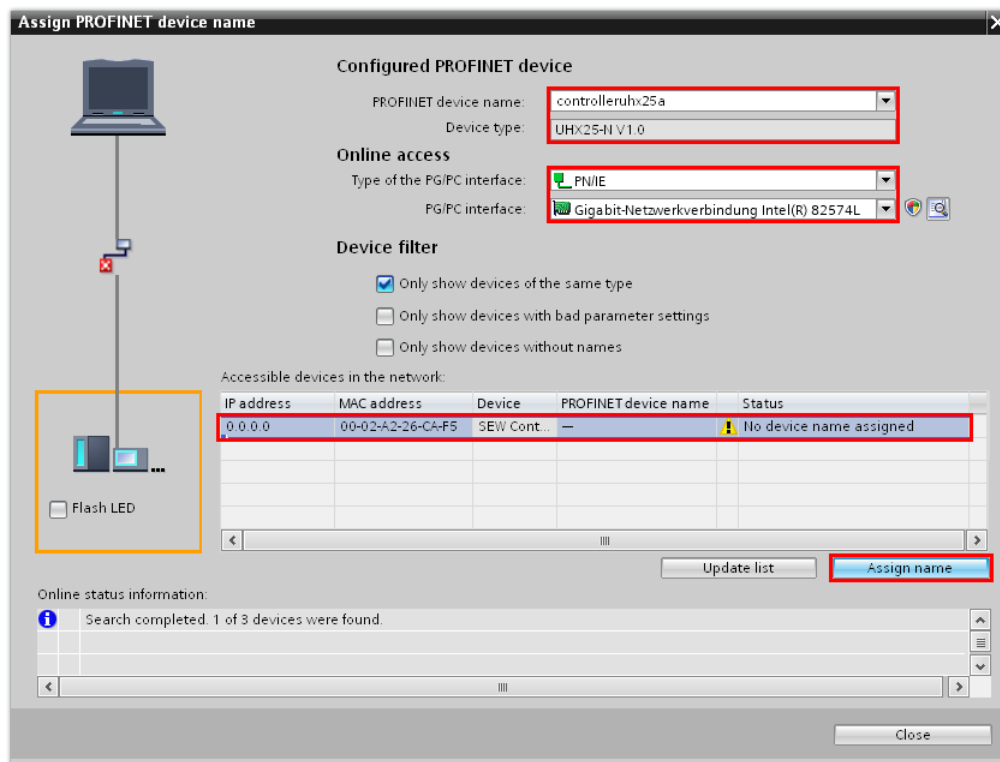 Assign PROFINET device name
Configured PROFINET device
PROFINET device name: controlleruhx25a
Device type: UHX25-N V1.0
Online access
Type of the PG/PC interface: PN/IE
PG/PC interface: Gigabit-Netzwerkverbindung Intel(R) 82574L
Device filter
Only show devices of the same type
Only show devices with bad parameter settings
Only show devices without names
Accessible devices in the network:
IP address MAC address Device PROFINET device name Status
0.0.0.0 00-02-A2-26-CA-F5 SEW Cont... — No device name assigned
...
Flash LED
Update list Assign name
Online status information:
Search completed. 1 of 3 devices were found.
Close